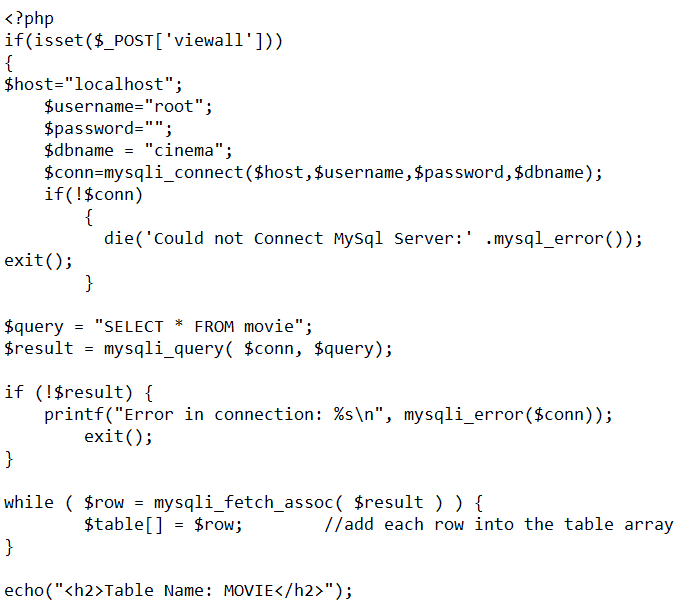 <?php
if(isset($_POST['viewall']))
{
$host="localhost";
    $username="root";
    $password="";
    $dbname = "cinema";
    $conn=mysqli_connect($host,$username,$password,$dbname);
    if(!$conn)
        {
          die('Could not Connect MySql Server:' .mysql_error());
exit();
        }

$query = "SELECT * FROM movie";
$result = mysqli_query( $conn, $query);

if (!$result) {
    printf("Error in connection: %s\n", mysqli_error($conn));
        exit();
}

while ( $row = mysqli_fetch_assoc( $result ) ) {
        $table[] = $row;        //add each row into the table array
}

echo("<h2>Table Name: MOVIE</h2>");